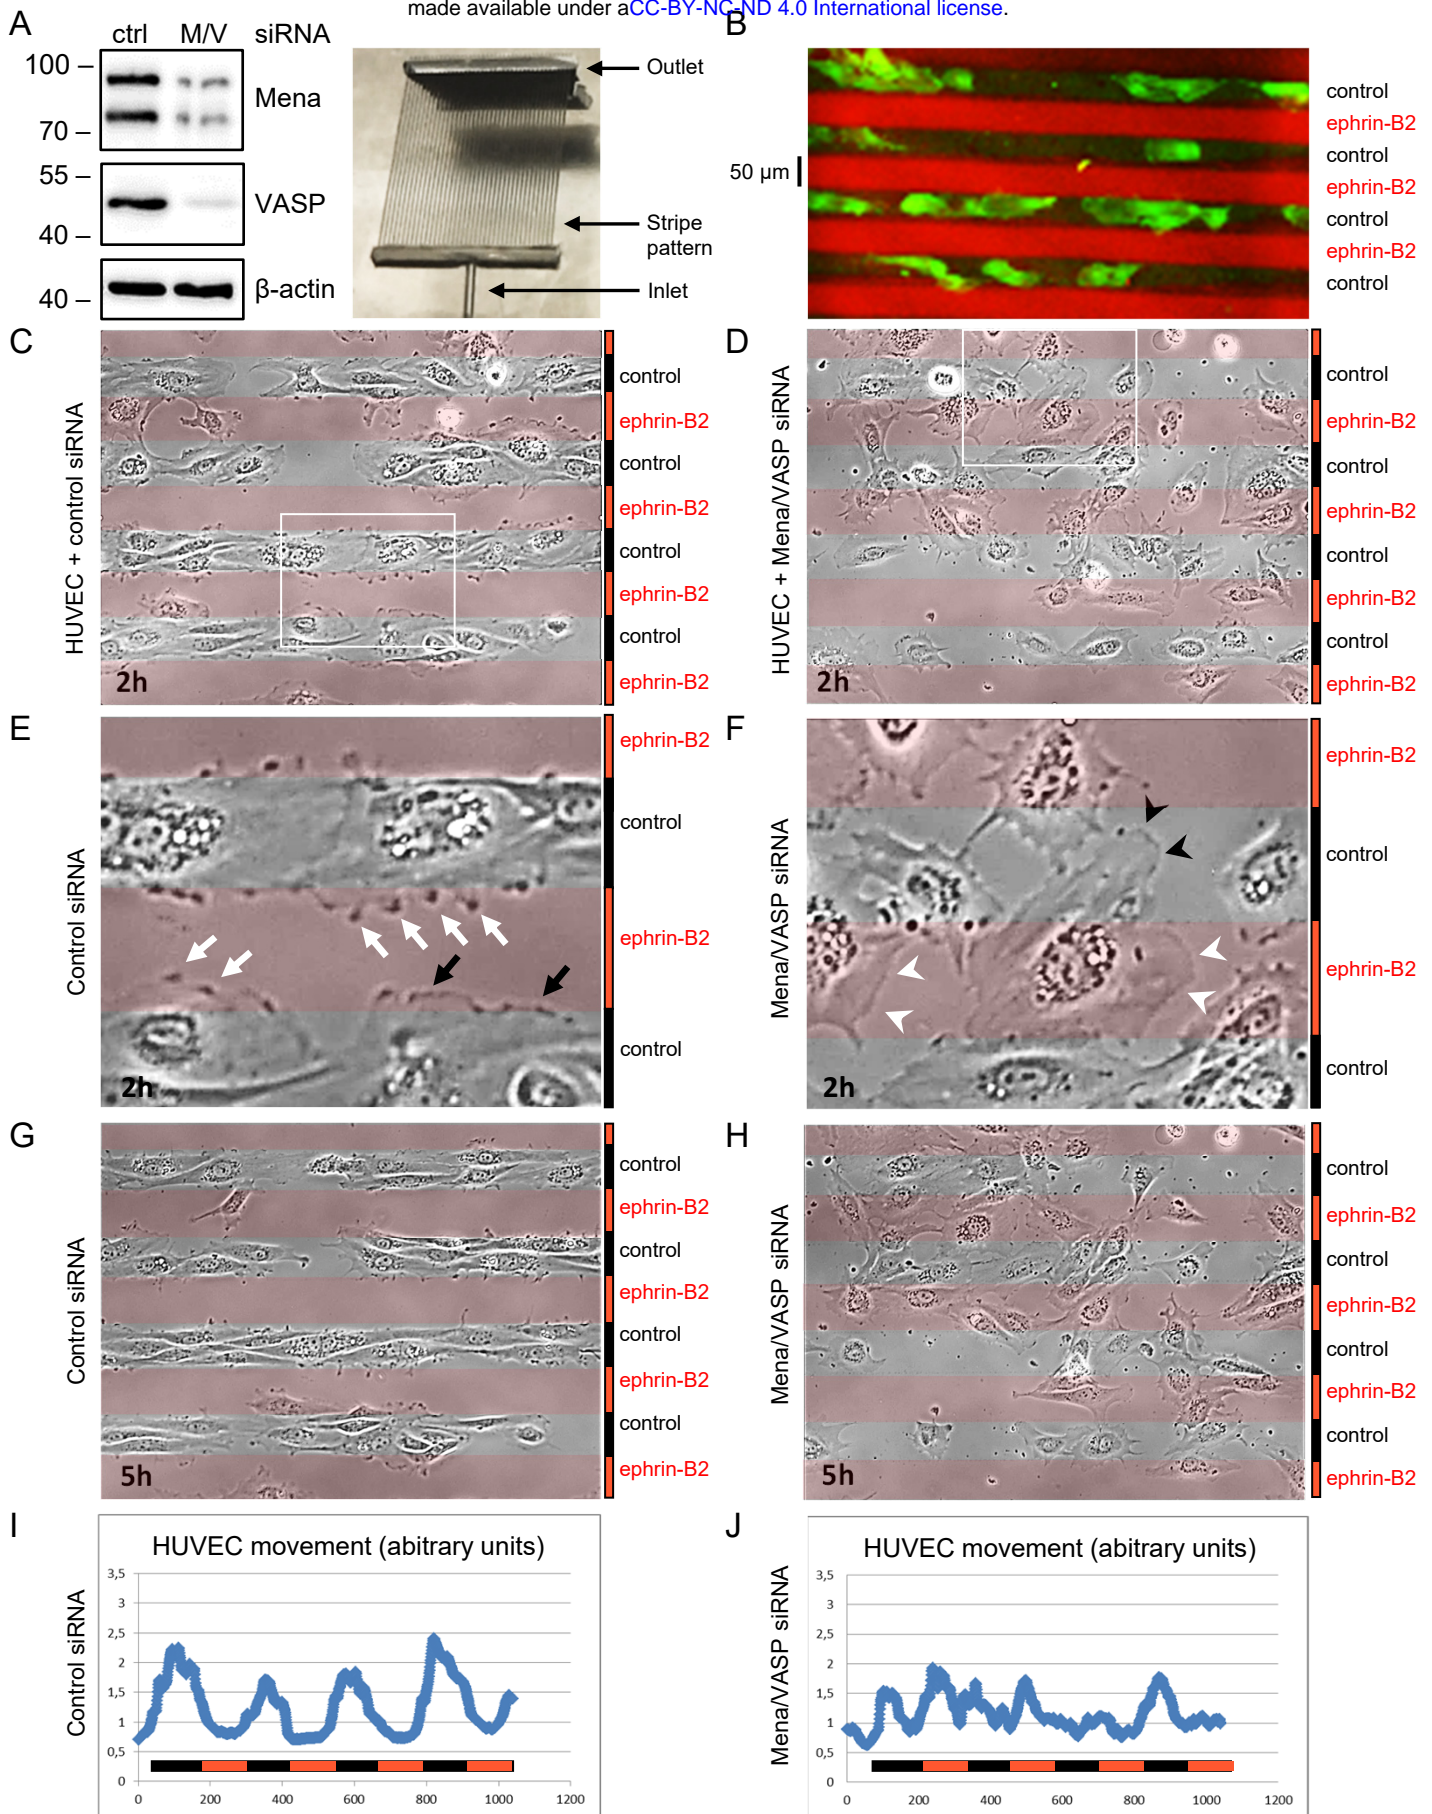 made available under aCC-BY-NC-ND 4.0 International license.
A
ctrl M/V siRNA
100
Mena
70
55
VASP
40
β-actin
40
Outlet
Stripe
pattern
Inlet
B
50 µm
control
ephrin-B2
control
ephrin-B2
control
ephrin-B2
control
C
HUVEC + control siRNA
control
ephrin-B2
control
ephrin-B2
control
ephrin-B2
control
ephrin-B2
2h
D
HUVEC + Mena/VASP siRNA
control
ephrin-B2
control
ephrin-B2
control
ephrin-B2
control
ephrin-B2
2h
E
Control siRNA
ephrin-B2
control
ephrin-B2
control
2h
F
Mena/VASP siRNA
ephrin-B2
control
ephrin-B2
control
2h
G
Control siRNA
control
ephrin-B2
control
ephrin-B2
control
ephrin-B2
control
ephrin-B2
5h
H
Mena/VASP siRNA
control
ephrin-B2
control
ephrin-B2
control
ephrin-B2
control
ephrin-B2
5h
I
Control siRNA
HUVEC movement (abitrary units)
3,5
3
2,5
2
1,5
1
0,5
0
0 200 400 600 800 1000 1200
J
Mena/VASP siRNA
HUVEC movement (abitrary units)
3,5
3
2,5
2
1,5
1
0,5
0
0 200 400 600 800 1000 1200